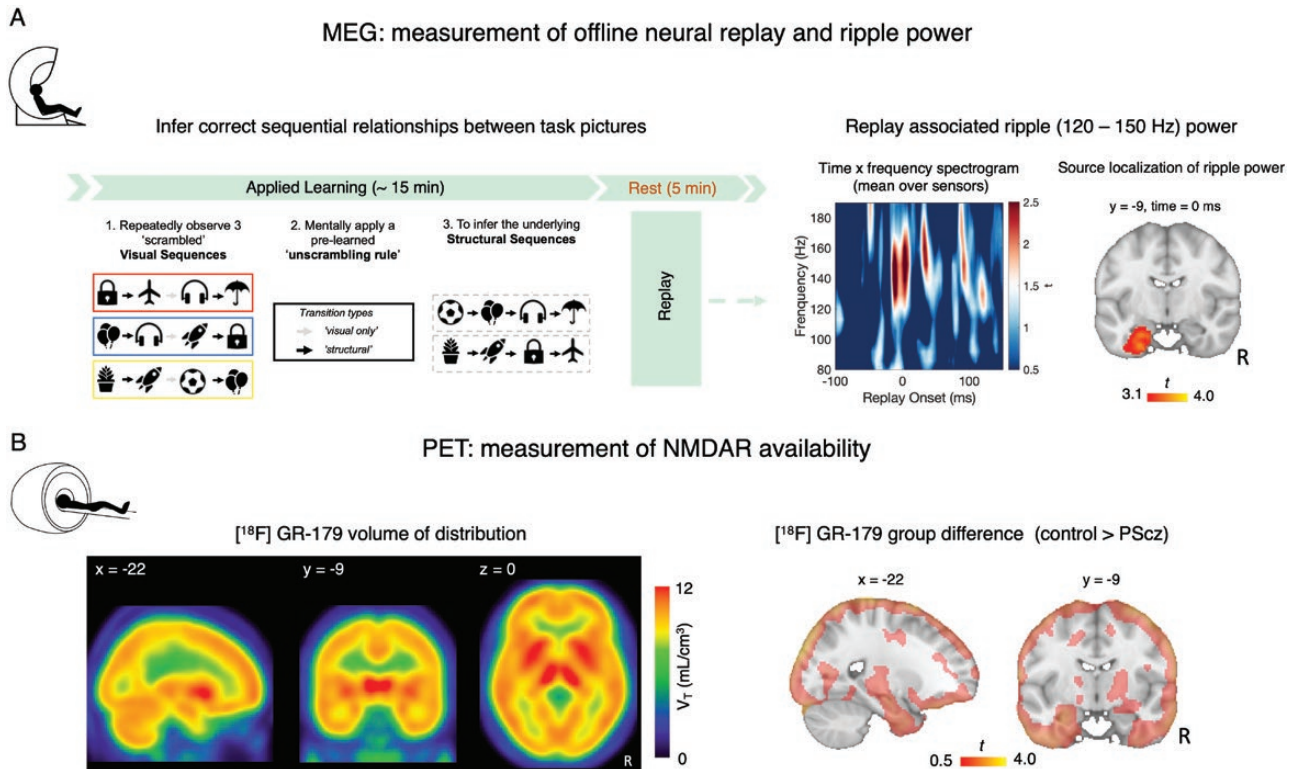 A
MEG: measurement of offline neural replay and ripple power
Infer correct sequential relationships between task pictures
Applied Learning (~ 15 min)
Rest (5 min)
1. Repeatedly observe 3
'scrambled'
Visual Sequences
2. Mentally apply a
pre-learned
'unscrambling rule'
Transition types
'visual only'
'structural'
3. To infer the underlying
Structural Sequences
Replay
Replay associated ripple (120 – 150 Hz) power
Time x frequency spectrogram
(mean over sensors)
Frenquency (Hz)
180
160
140
120
100
80
-100
0
100
Replay Onset (ms)
2.5
2
1.5
1
0.5
t
Source localization of ripple power
y = -9, time = 0 ms
R
3.1
t
4.0
B
PET: measurement of NMDAR availability
[18F] GR-179 volume of distribution
x = -22
y = -9
z = 0
R
12
VT (mL/cm³)
0
[18F] GR-179 group difference (control > PScz)
x = -22
y = -9
R
0.5
t
4.0